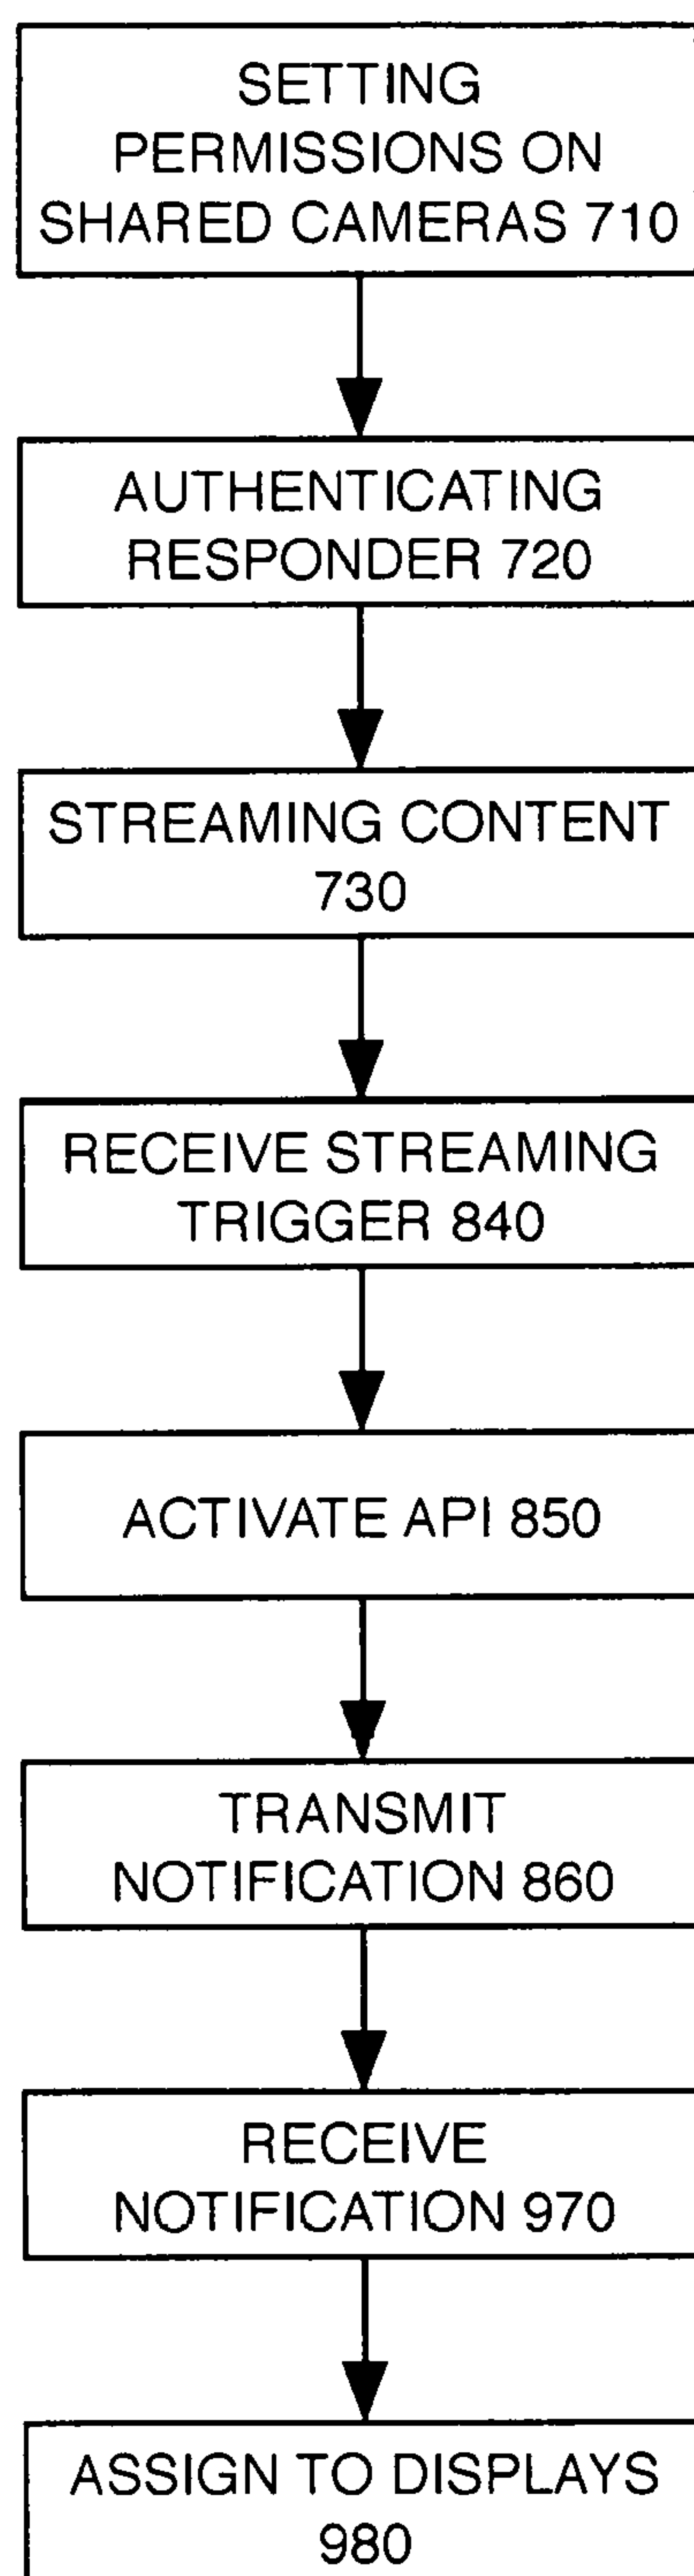 SETTING
PERMISSIONS ON
SHARED CAMERAS 710
AUTHENTICATING
RESPONDER 720
STREAMING CONTENT
730
RECEIVE STREAMING
TRIGGER 840
ACTIVATE API 850
TRANSMIT
NOTIFICATION 860
RECEIVE
NOTIFICATION 970
ASSIGN TO DISPLAYS
980